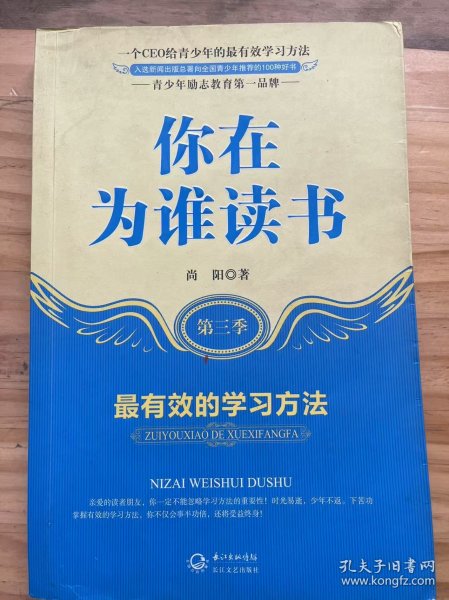 一个CEO给青少年的最有效学习方法
入选新闻出版总署向全国青少年推荐的100种好书
青少年励志教育第一品牌
你在
为谁读书
尚 阳◎著
第三季
最有效的学习方法
ZUIYOUXIAO DE XUEXIFANGFA
NIZAI WEISHUI DUSHU
亲爱的读者朋友，你一定不能忽略学习方法的重要性！时光易逝，少年不返。下苦功
掌握有效的学习方法，你不仅会事半功倍，还将受益终身！
长江出版传媒
长江文艺出版社
孔夫子旧书网
kongfz.com